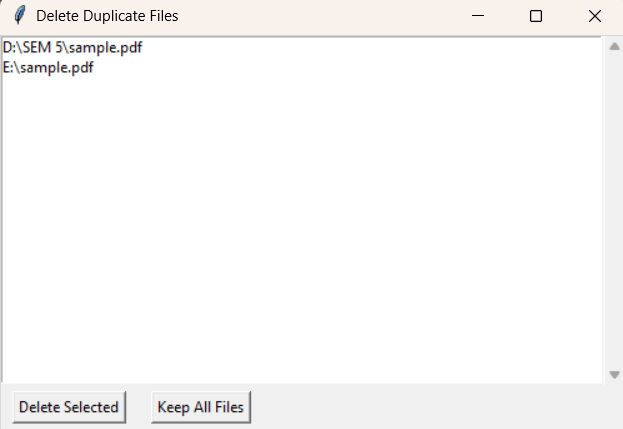 Delete Duplicate Files
D:\SEM 5\sample.pdf
E:\sample.pdf
Delete Selected
Keep All Files